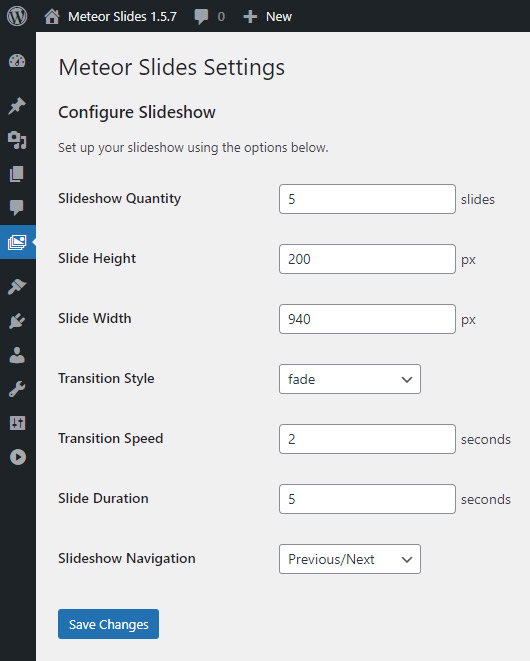 Meteor Slides 1.5.7 0 New
Meteor Slides Settings
Configure Slideshow
Set up your slideshow using the options below.
Slideshow Quantity 5 slides
Slide Height 200 px
Slide Width 940 px
Transition Style fade
Transition Speed 2 seconds
Slide Duration 5 seconds
Slideshow Navigation Previous/Next
Save Changes